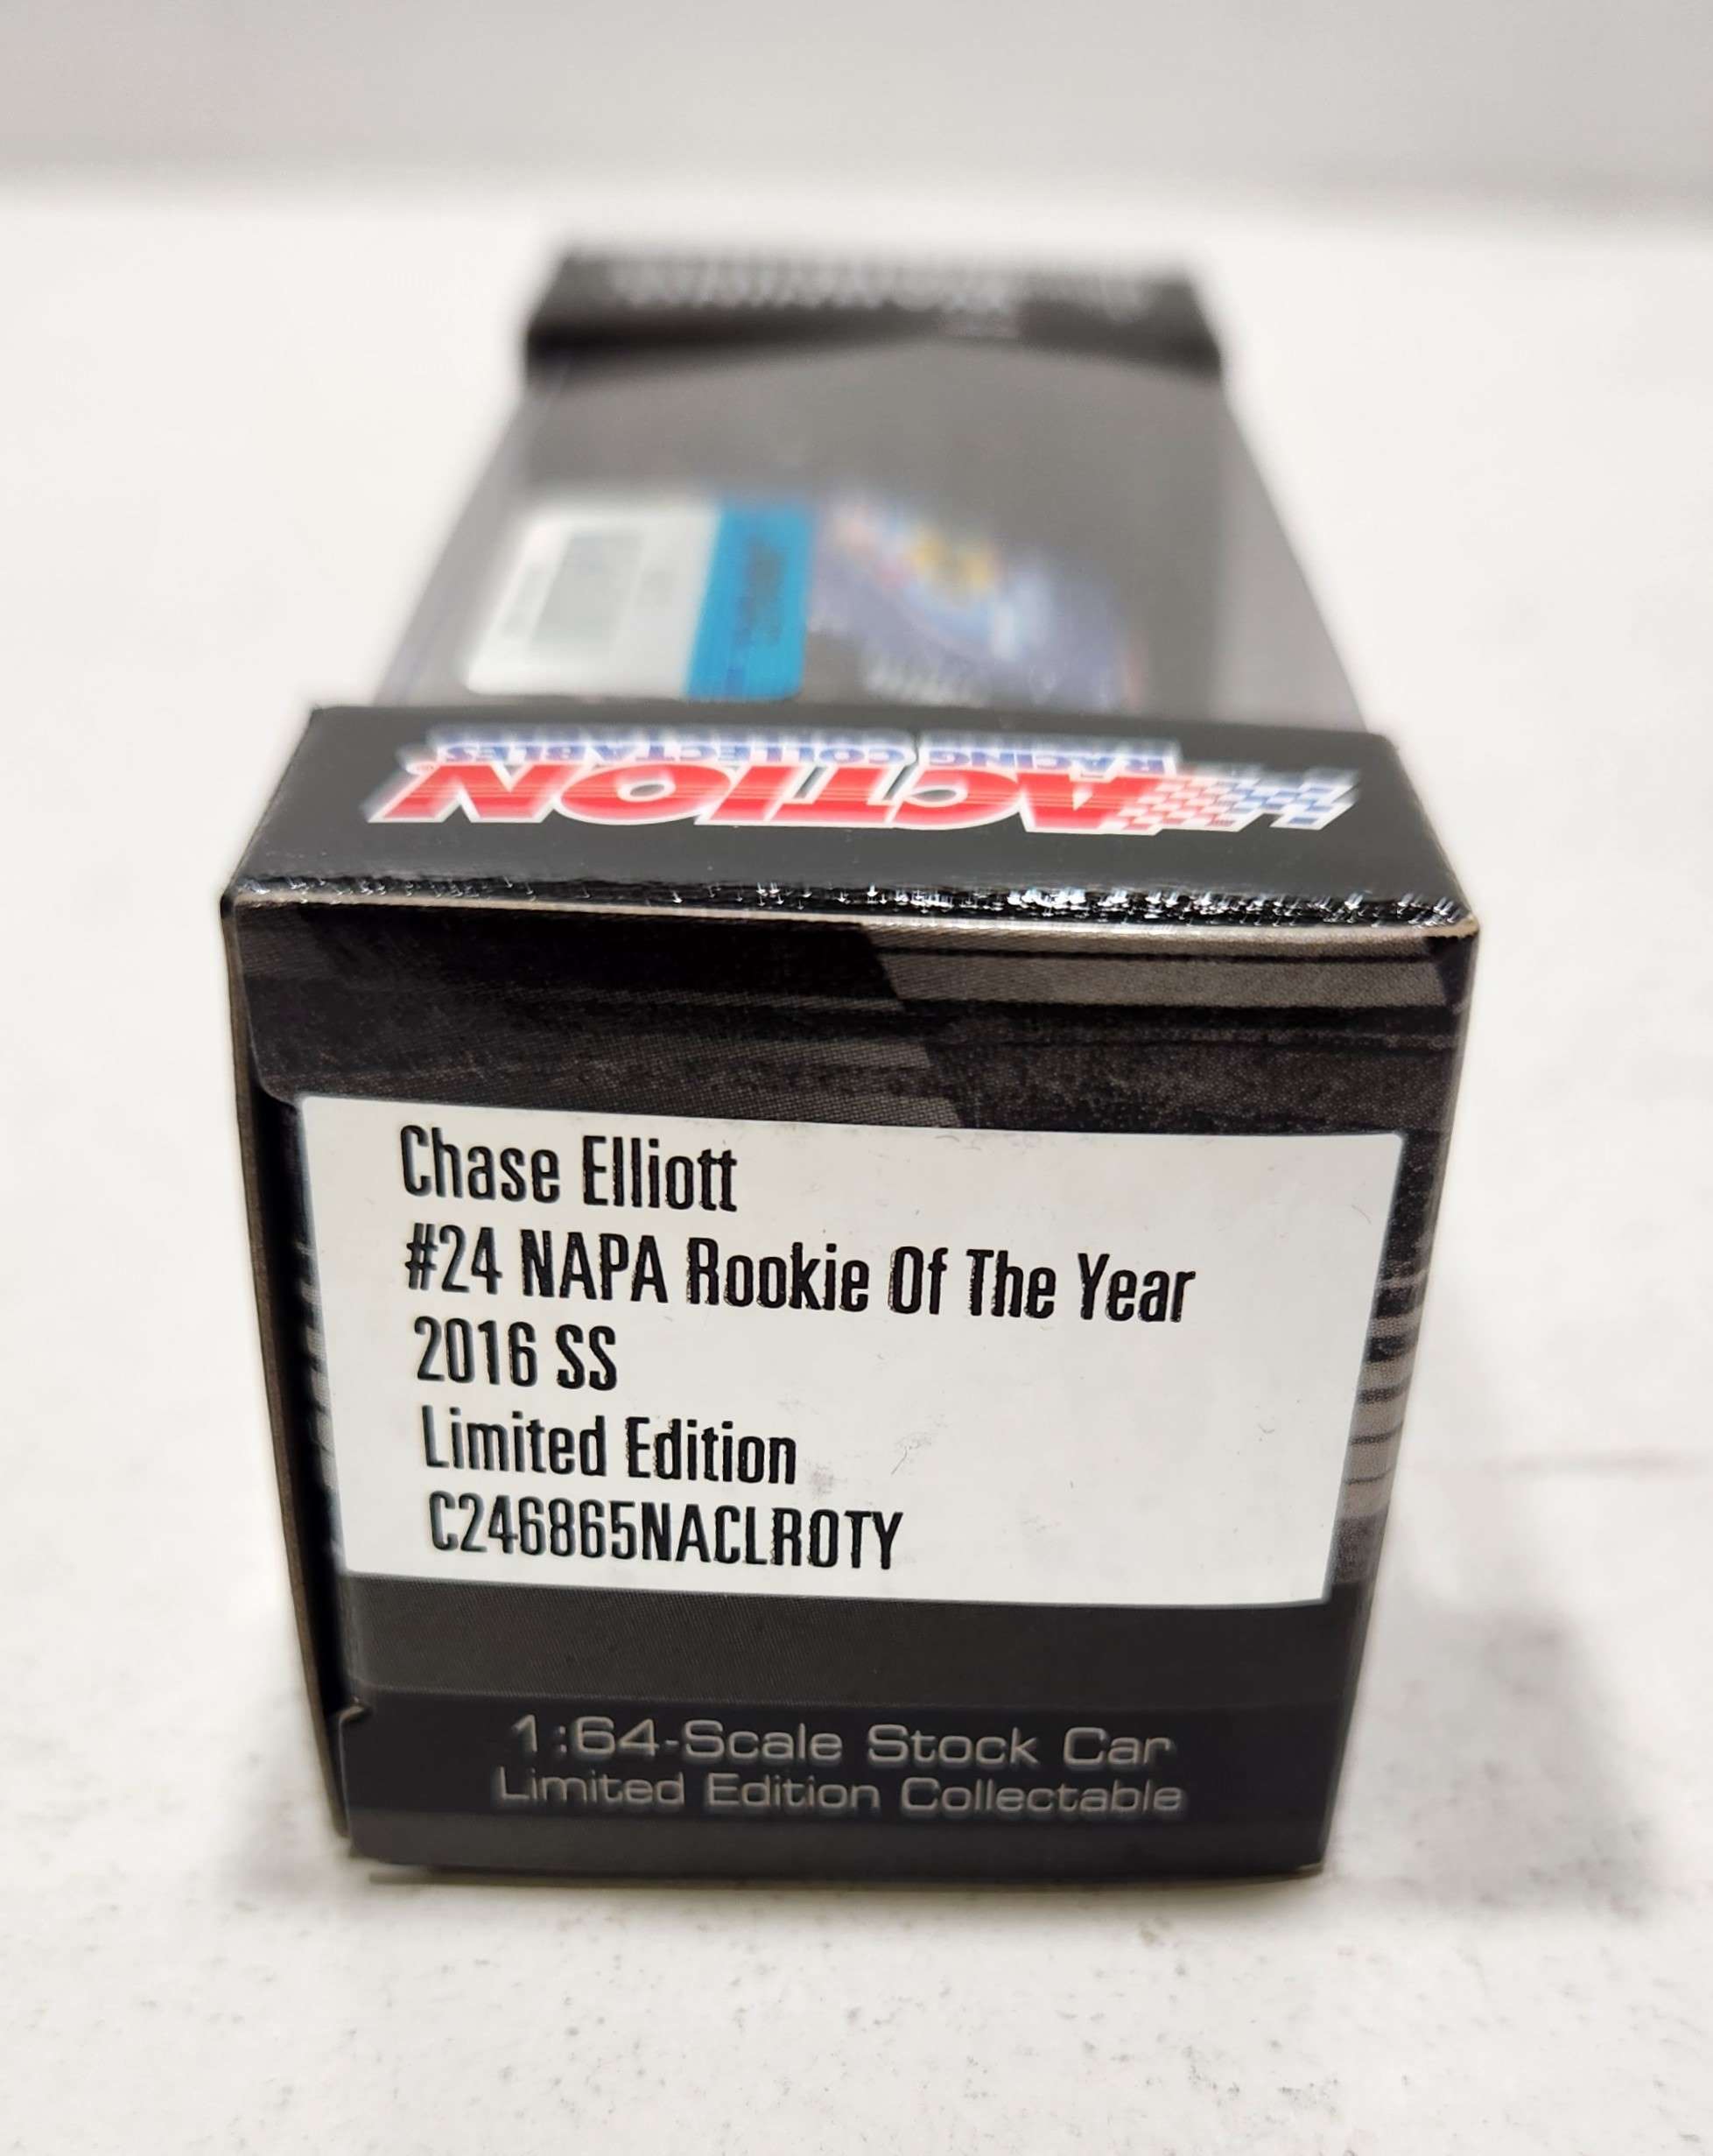 ACTION
RACING COLLECTABLES
Chase Elliott
#24 NAPA Rookie Of The Year
2016 SS
Limited Edition
C246865NACLROTY
1:64-Scale Stock Car
Limited Edition Collectable